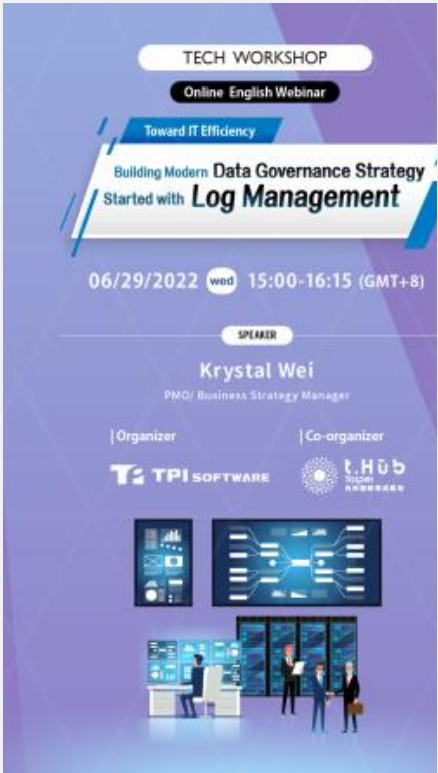 TECH WORKSHOP
Online English Webinar
Toward IT Efficiency
Building Modern Data Governance Strategy
Started with Log Management
06/29/2022 wed 15:00-16:15 (GMT+8)
SPEAKER
Krystal Wei
PMO/ Business Strategy Manager
|Organizer
|Co-organizer
TPI SOFTWARE
t.Hub
Taipei